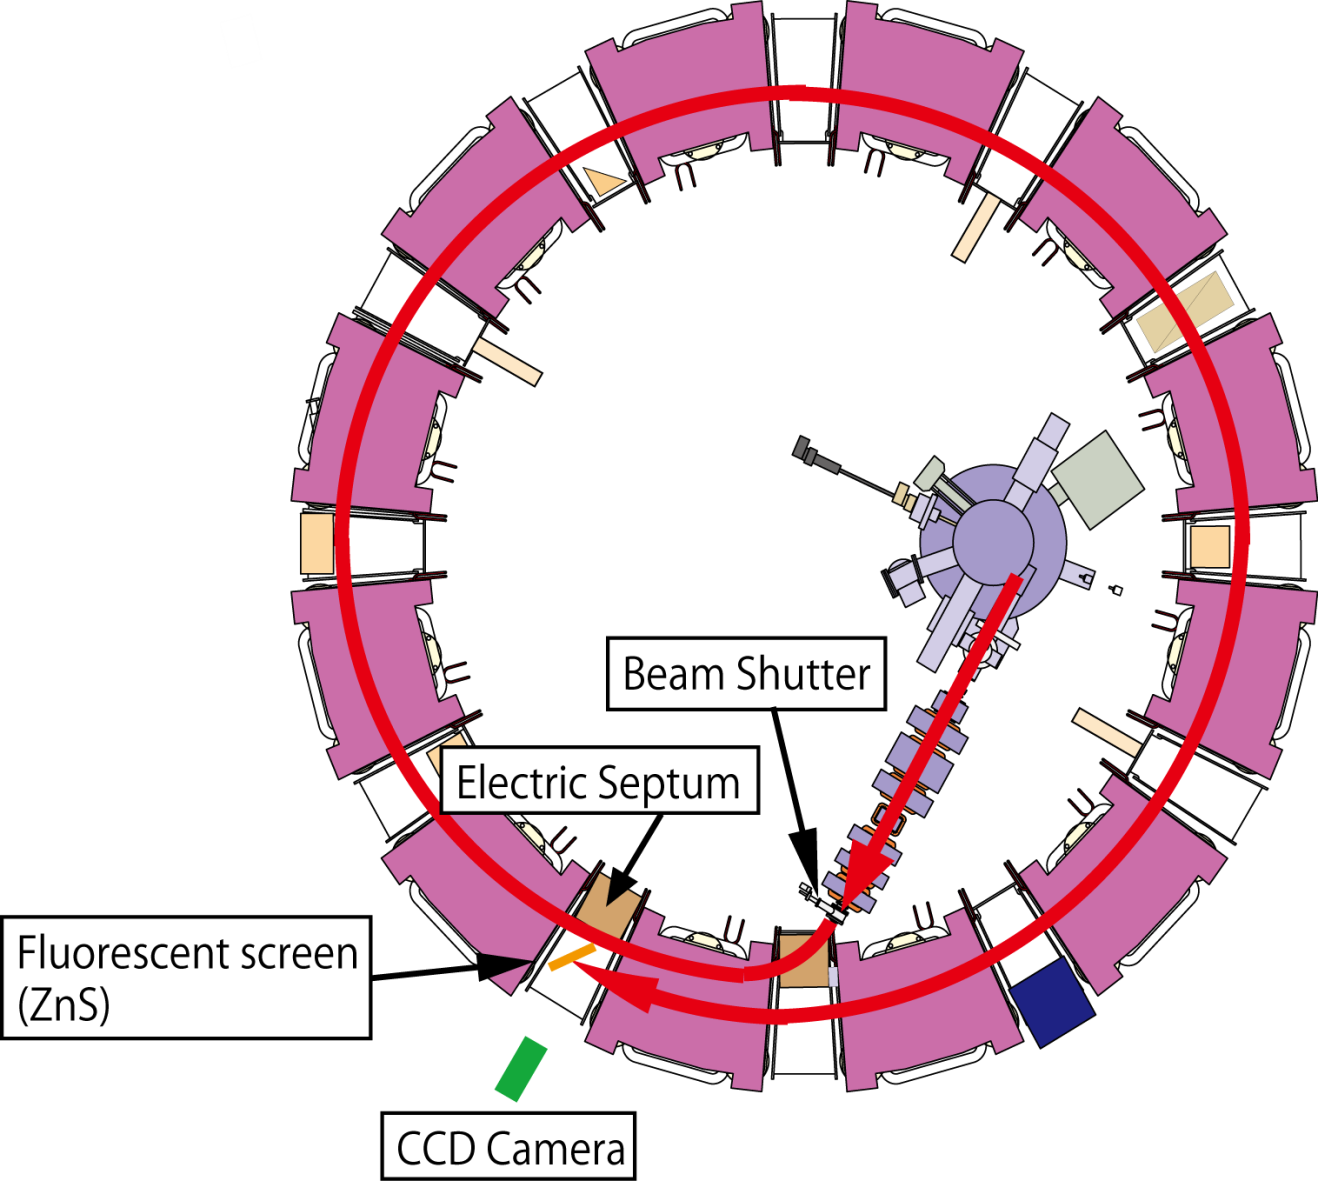 Beam Shutter
Electric Septum
Fluorescent screen
(ZnS)
CCD Camera